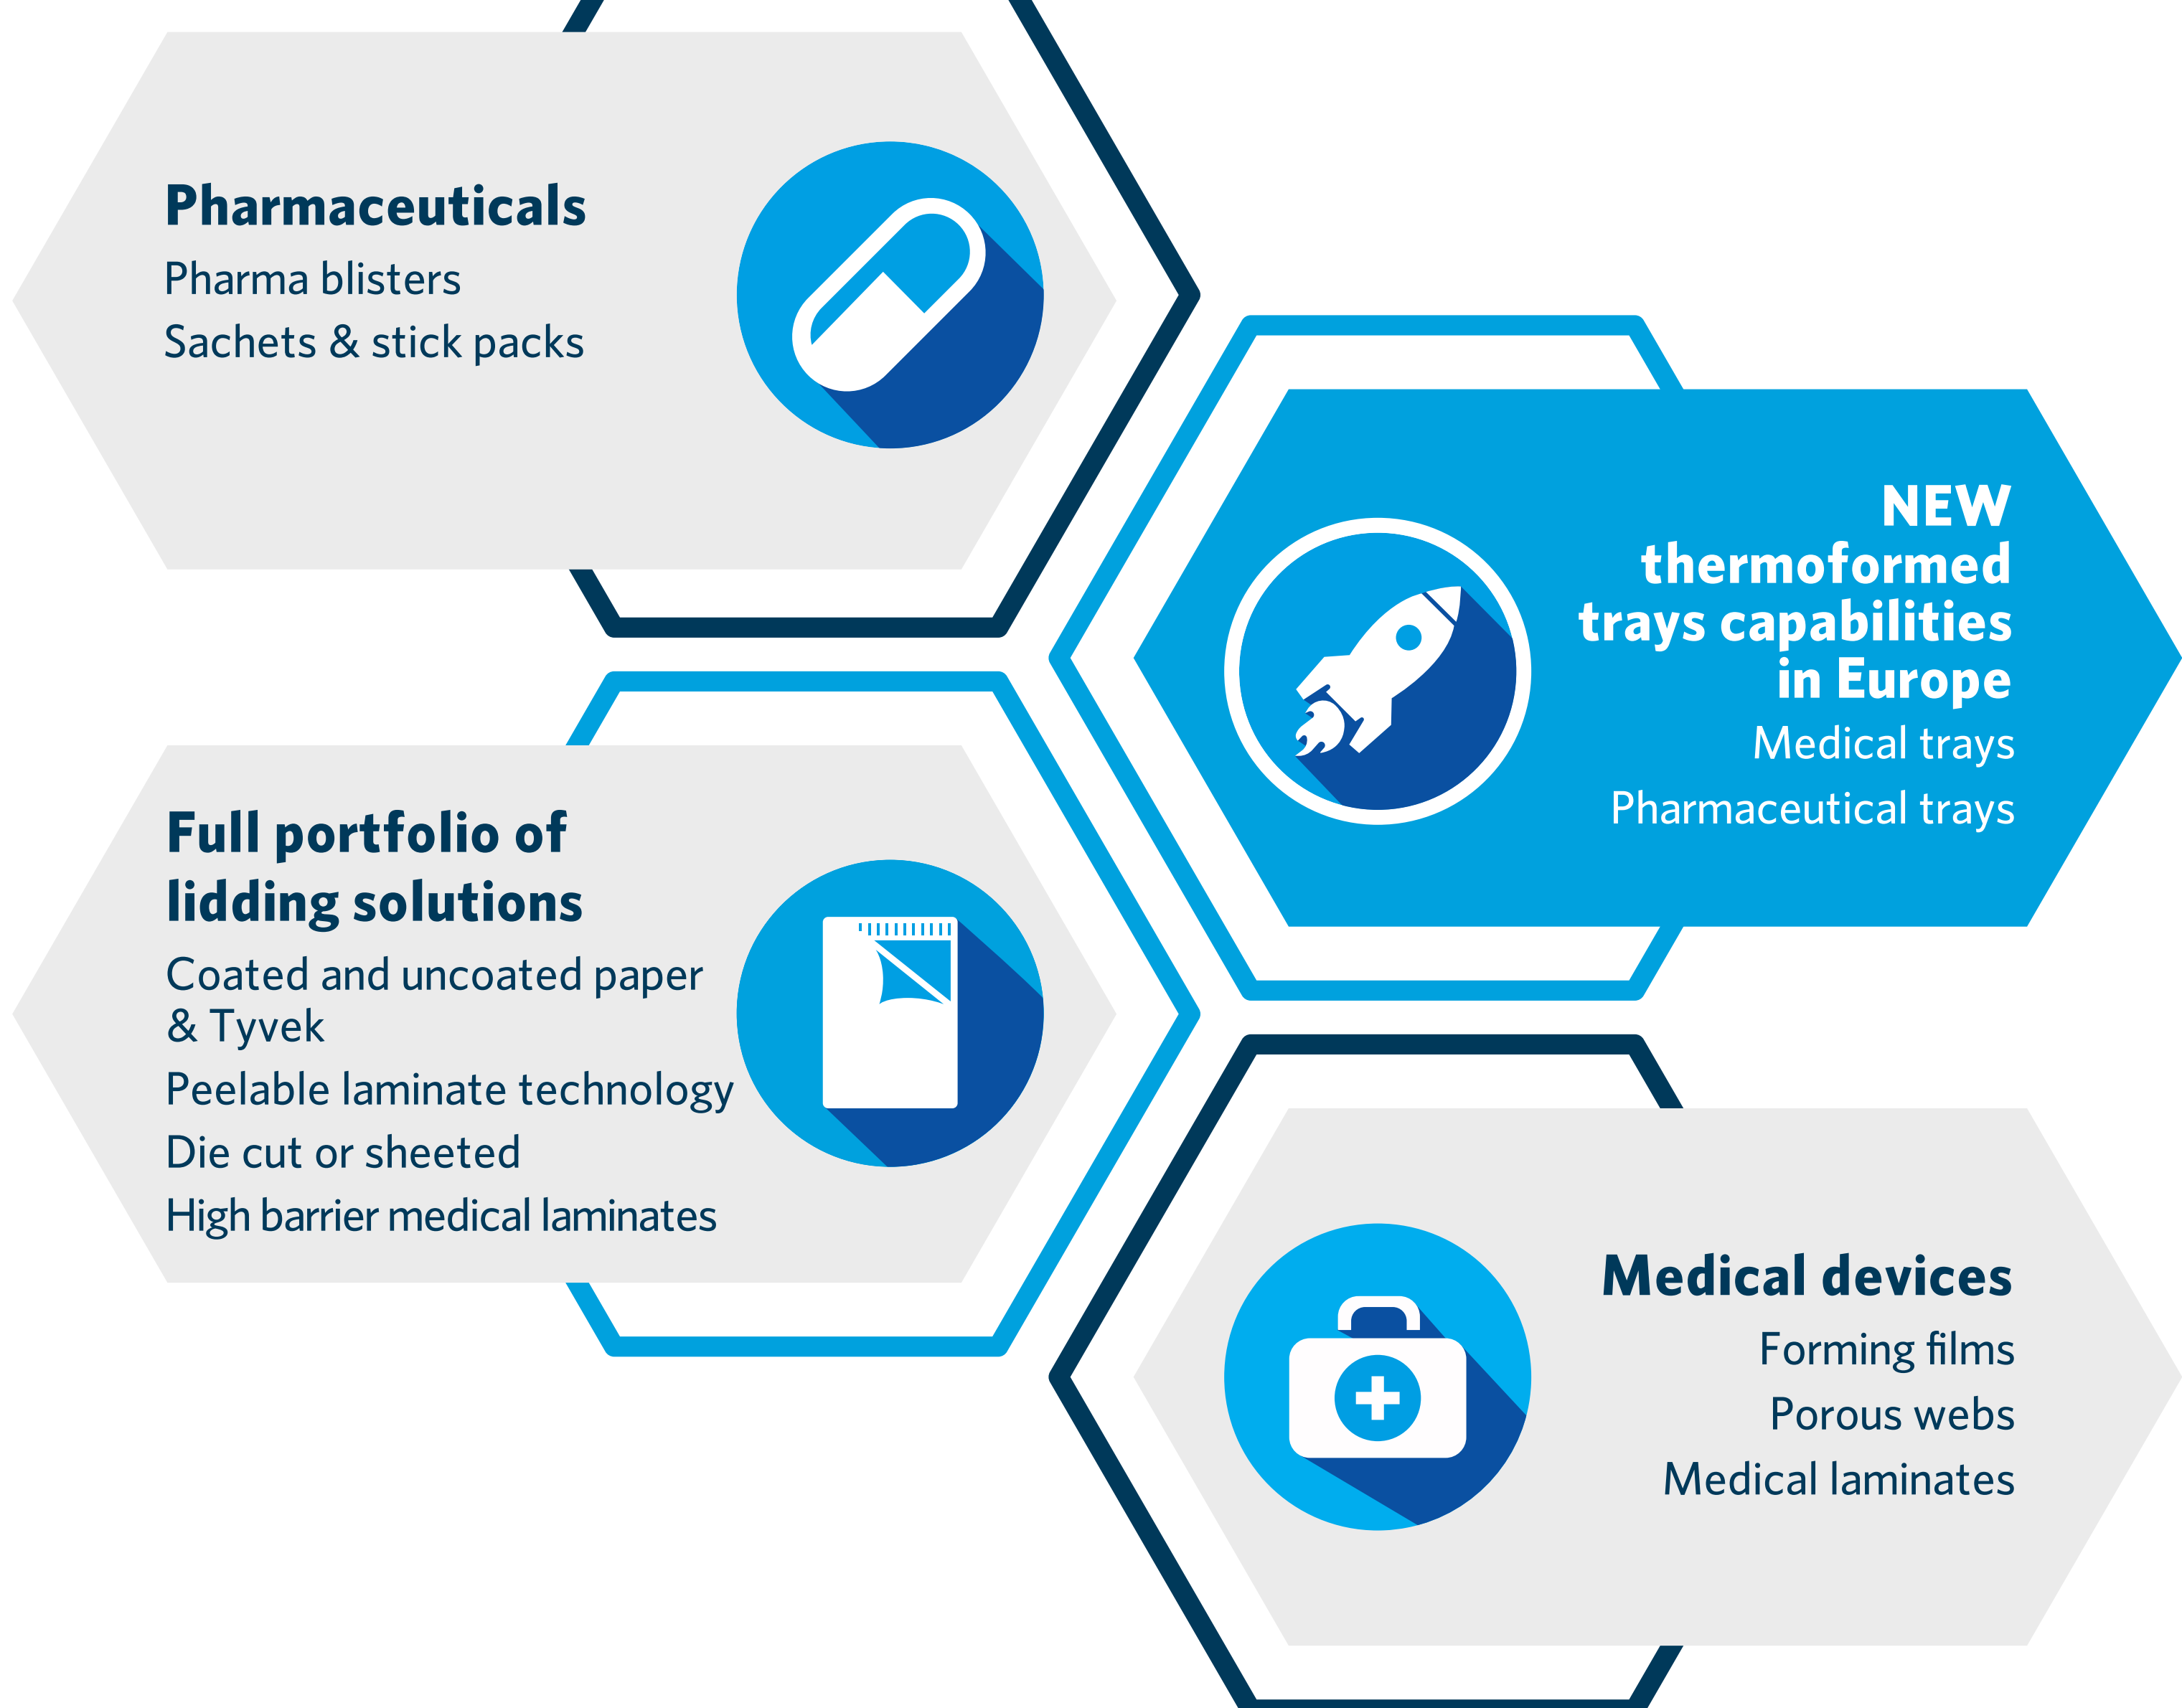 Pharmaceuticals
Pharma blisters
Sachets & stick packs
NEW
thermoformed
trays capabilities
in Europe
Medical trays
Pharmaceutical trays
Full portfolio of
lidding solutions
Coated and uncoated paper
& Tyvek
Peelable laminate technology
Die cut or sheeted
High barrier medical laminates
Medical devices
Forming films
Porous webs
Medical laminates